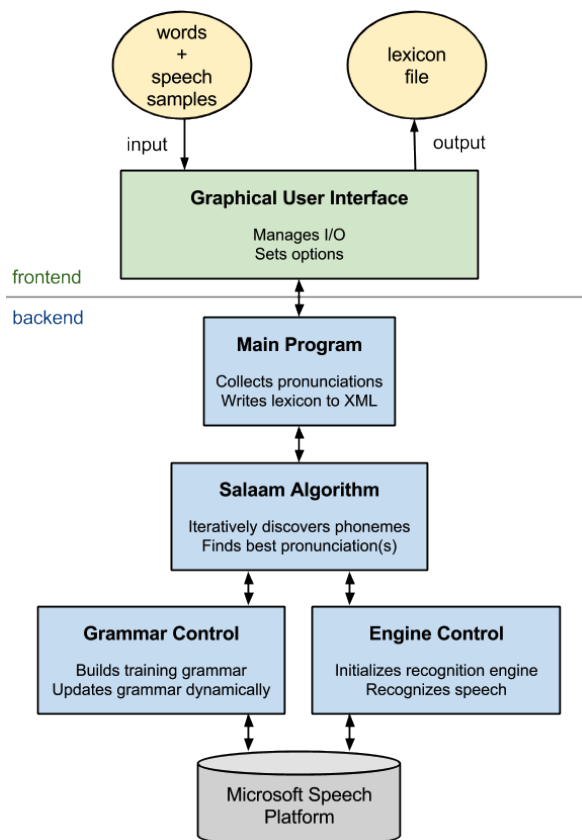 words
+
speech
samples
lexicon
file
input
output
Graphical User Interface
Manages I/O
Sets options
frontend
backend
Main Program
Collects pronunciations
Writes lexicon to XML
Salaam Algorithm
Iteratively discovers phonemes
Finds best pronunciation(s)
Grammar Control
Builds training grammar
Updates grammar dynamically
Engine Control
Initializes recognition engine
Recognizes speech
Microsoft Speech
Platform